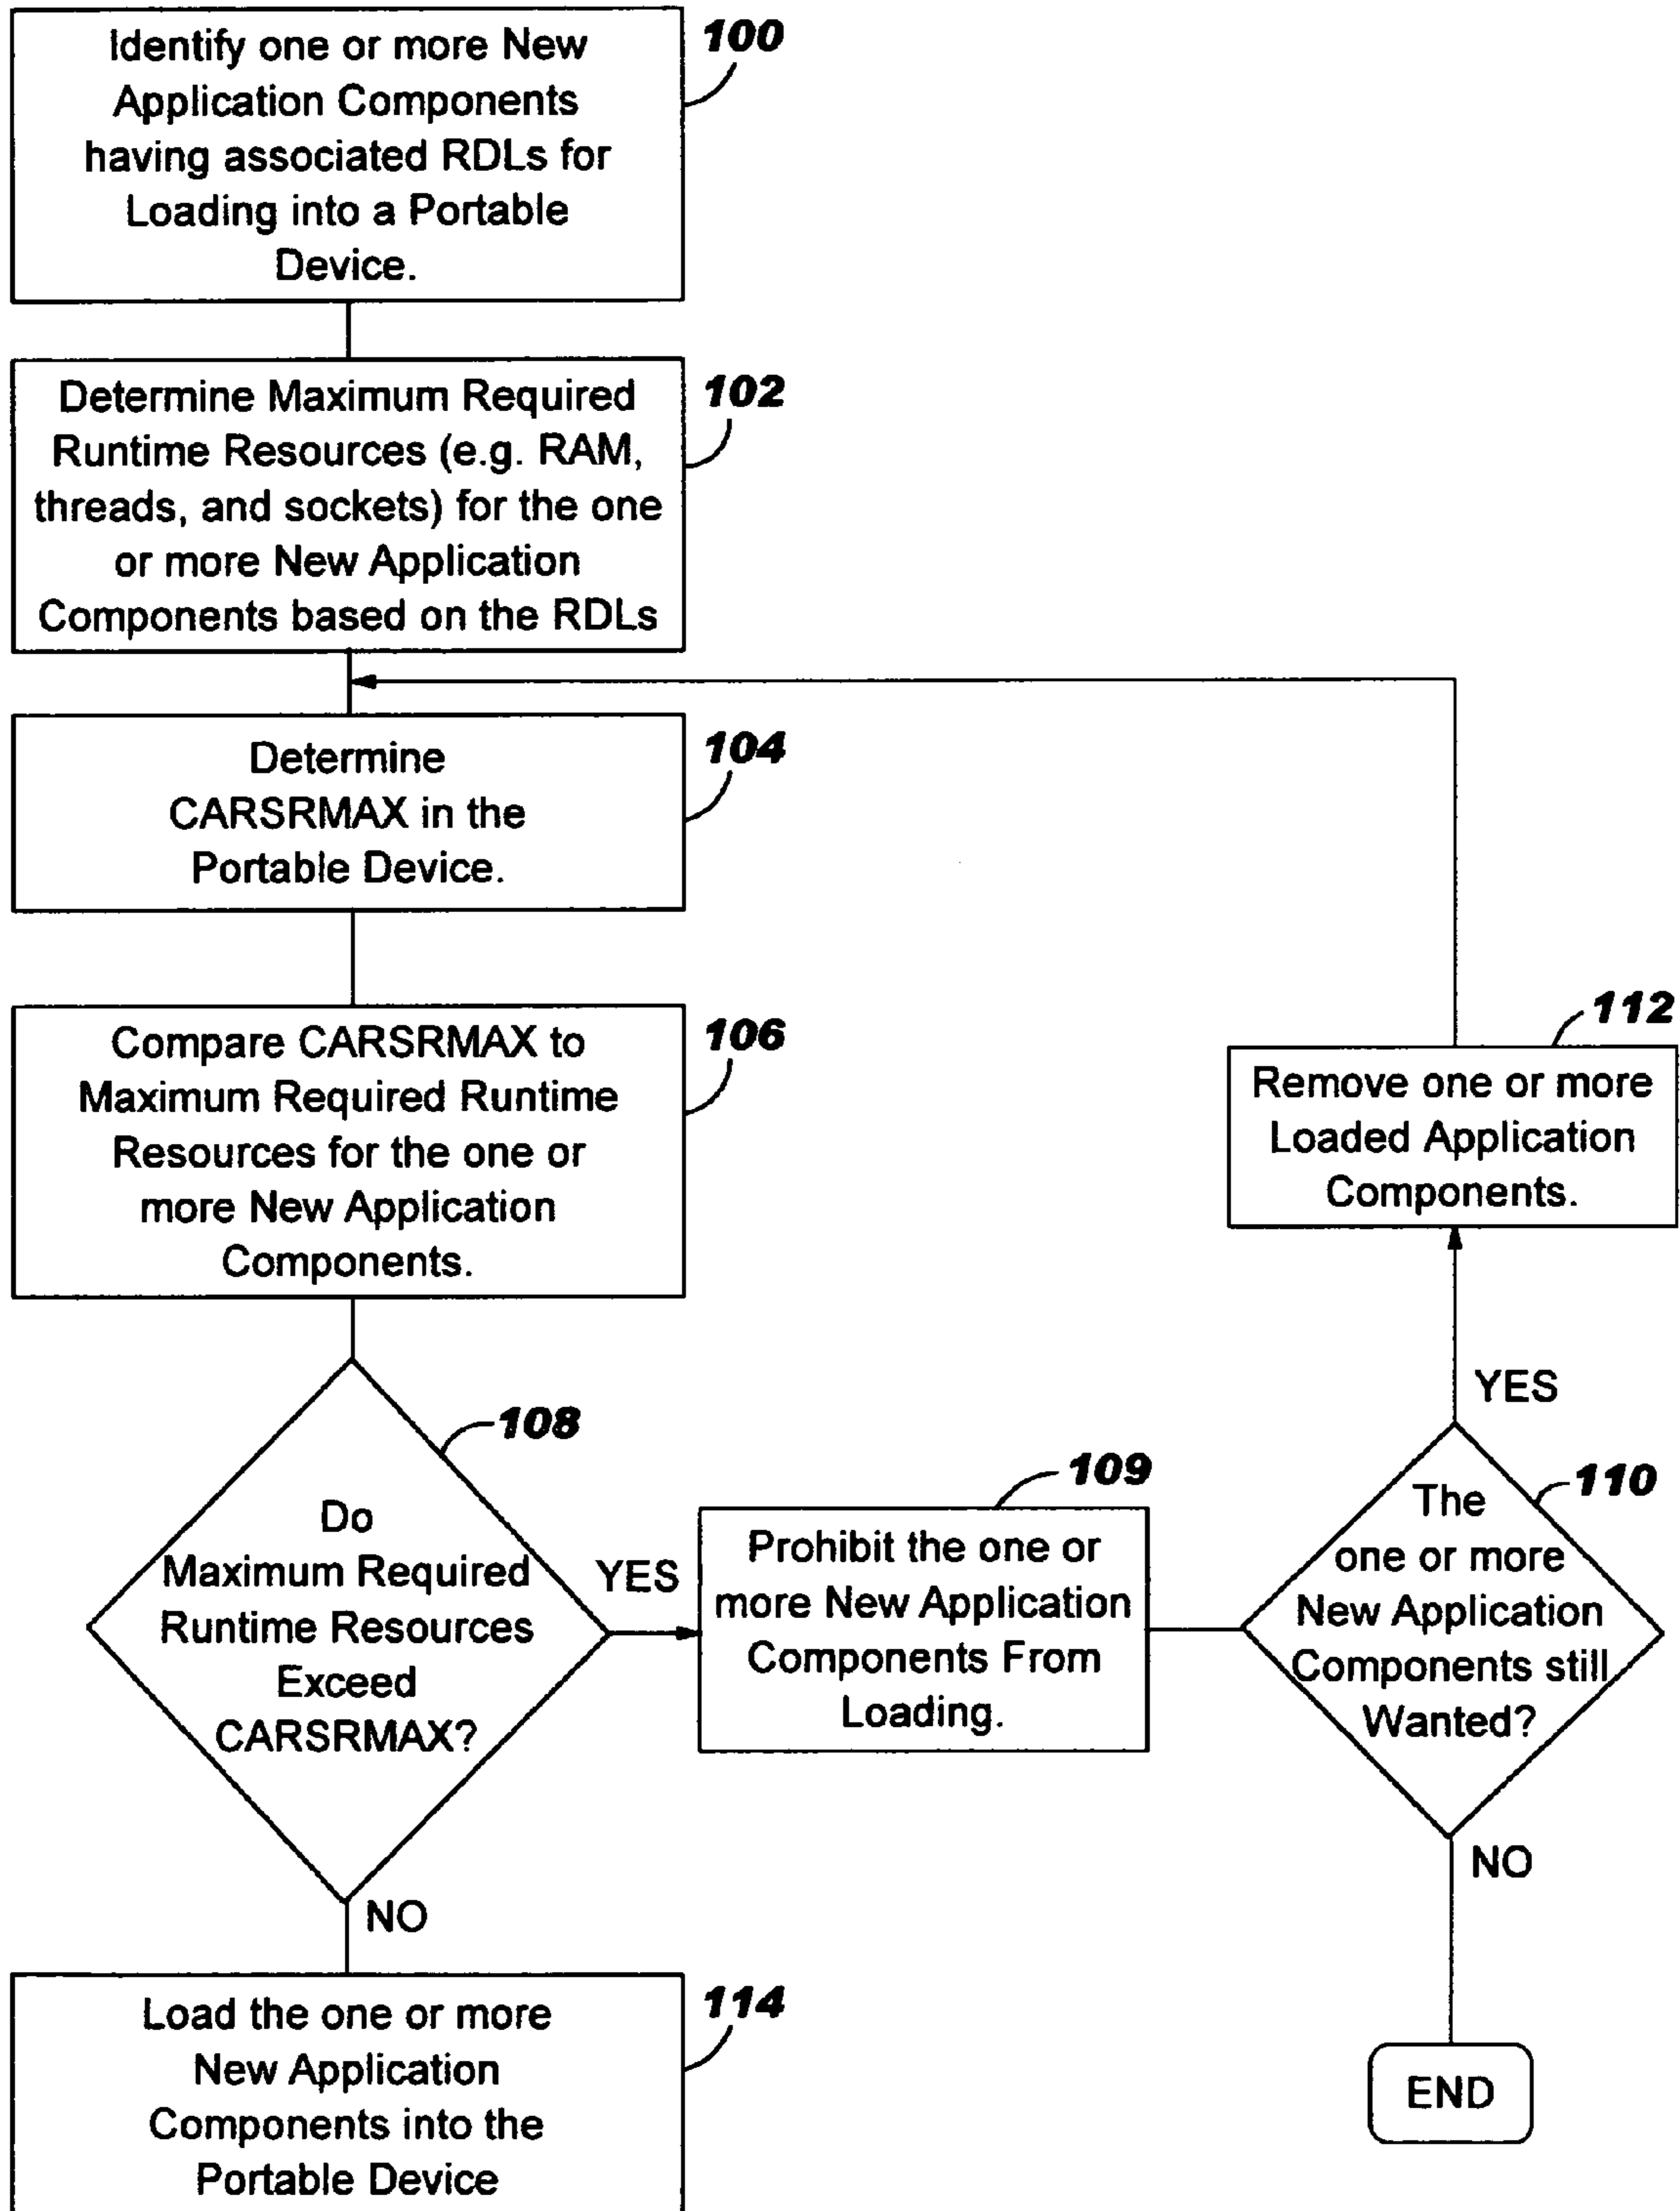 Identify one or more New
Application Components
having associated RDLs for
Loading into a Portable
Device.
100
Determine Maximum Required
Runtime Resources (e.g. RAM,
threads, and sockets) for the one
or more New Application
Components based on the RDLs
102
Determine
CARSRMAX in the
Portable Device.
104
Compare CARSRMAX to
Maximum Required Runtime
Resources for the one or
more New Application
Components.
106
Do
Maximum Required
Runtime Resources
Exceed
CARSRMAX?
108
YES
NO
Prohibit the one or
more New Application
Components From
Loading.
109
The
one or more
New Application
Components still
Wanted?
110
YES
NO
Remove one or more
Loaded Application
Components.
112
END
Load the one or more
New Application
Components into the
Portable Device
114